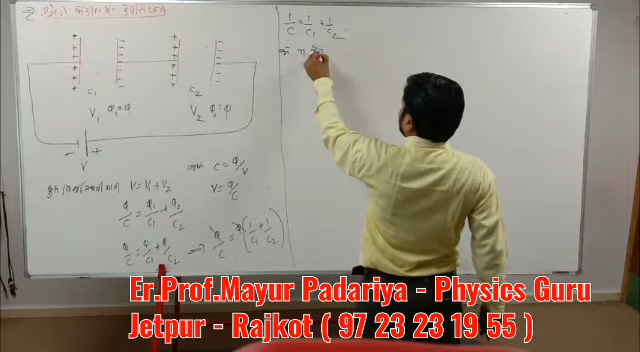 + + + +
C₁ C₂
V₁ Q₁=Q V₂ Q₂=Q
- +
V
C = Q/V
V = V₁ + V₂
V = Q/C
Q/C = Q₁/C₁ + Q₂/C₂
Q/C = Q/C₁ + Q/C₂ ⇒ Q/C = Q(1/C₁ + 1/C₂)
1/C = 1/C₁ + 1/C₂
n
Er.Prof.Mayur Padariya - Physics Guru
Jetpur - Rajkot ( 97 23 23 19 55 )